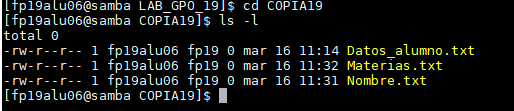 [fp19alu06@samba LAB_GPO_19]$ cd COPIA19
[fp19alu06@samba COPIA19]$ ls -l
total 0
-rw-r--r-- 1 fp19alu06 fp19 0 mar 16 11:14 Datos_alumno.txt
-rw-r--r-- 1 fp19alu06 fp19 0 mar 16 11:32 Materias.txt
-rw-r--r-- 1 fp19alu06 fp19 0 mar 16 11:31 Nombre.txt
[fp19alu06@samba COPIA19]$